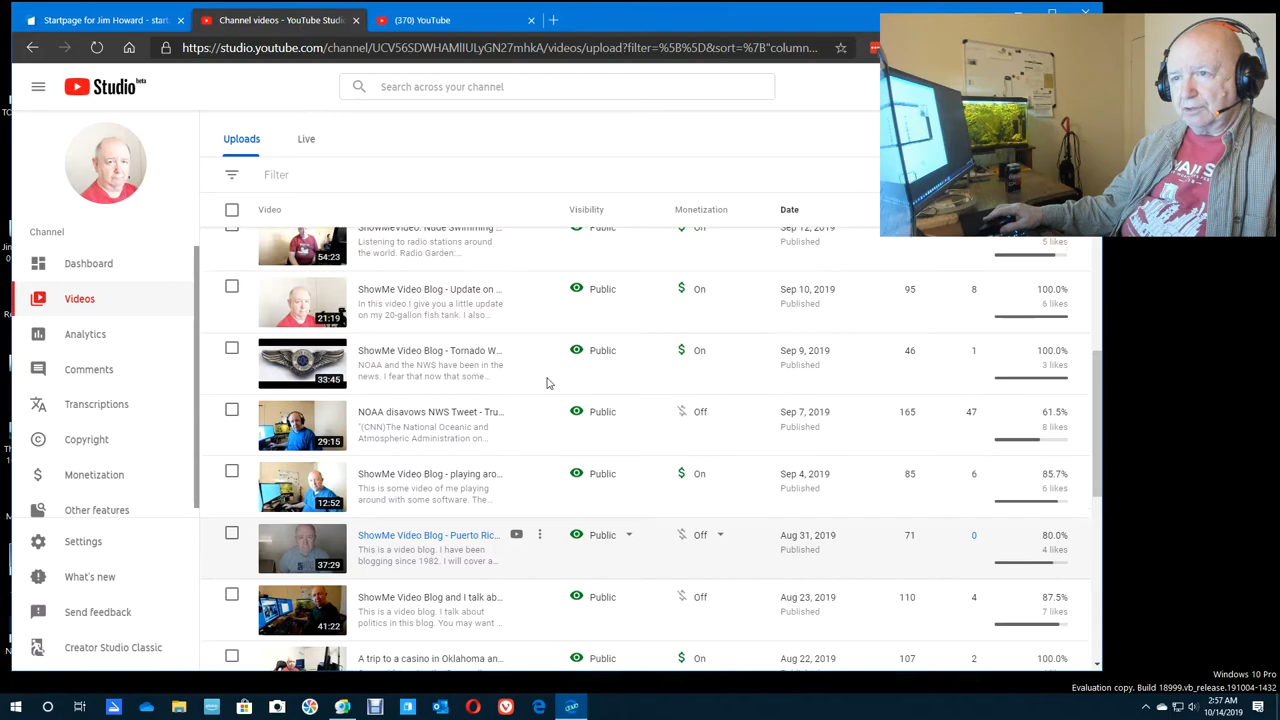 Startpage for Jim Howard - start
Channel videos - YouTube Studio
(370) YouTube
https://studio.youtube.com/channel/UCV56SDWHAMIIULyGN27mhkA/videos/upload?filter=%5B%5D&sort=%7B"column...
Studio beta
Search across your channel
Uploads Live
Filter
Video Visibility Monetization Date
Channel
Dashboard
Videos
Analytics
Comments
Transcriptions
Copyright
Monetization
Other features
Settings
What's new
Send feedback
Creator Studio Classic
ShowMeVideo: Nude Swimming Public On Sep 12, 2019
Listening to radio stations around Published 5 likes
the world. Radio Garden:...
54:23
ShowMe Video Blog - Update on ... Public On Sep 10, 2019 95 8 100.0%
In this video I give you a little update Published 6 likes
on my 20-gallon fish tank. I also...
21:19
ShowMe Video Blog - Tornado W... Public On Sep 9, 2019 46 1 100.0%
NOAA and the NWS have been in the Published 3 likes
news. I fear that now that some...
33:45
NOAA disavows NWS Tweet - Tru... Public Off Sep 7, 2019 165 47 61.5%
"(CNN)The National Oceanic and Published 8 likes
Atmospheric Administration on...
29:15
ShowMe Video Blog - playing aro... Public On Sep 4, 2019 85 6 85.7%
This is some video of me Published 6 likes
playing around with some software. The...
12:52
ShowMe Video Blog - Puerto Ric... Public Off Aug 31, 2019 71 0 80.0%
This is a video blog. I have been Published 4 likes
blogging since 1982. I will cover a...
37:29
ShowMe Video Blog and I talk ab... Public Off Aug 23, 2019 110 4 87.5%
This is a video blog. I talk about Published 7 likes
politics in this blog. You may want ...
41:22
A trip to a casino in Oklahoma an... Public On Aug 22, 2019 107 2 100.0%
Windows 10 Pro
Evaluation copy. Build 18999.vb_release.191004-1432
2:57 AM
10/14/2019